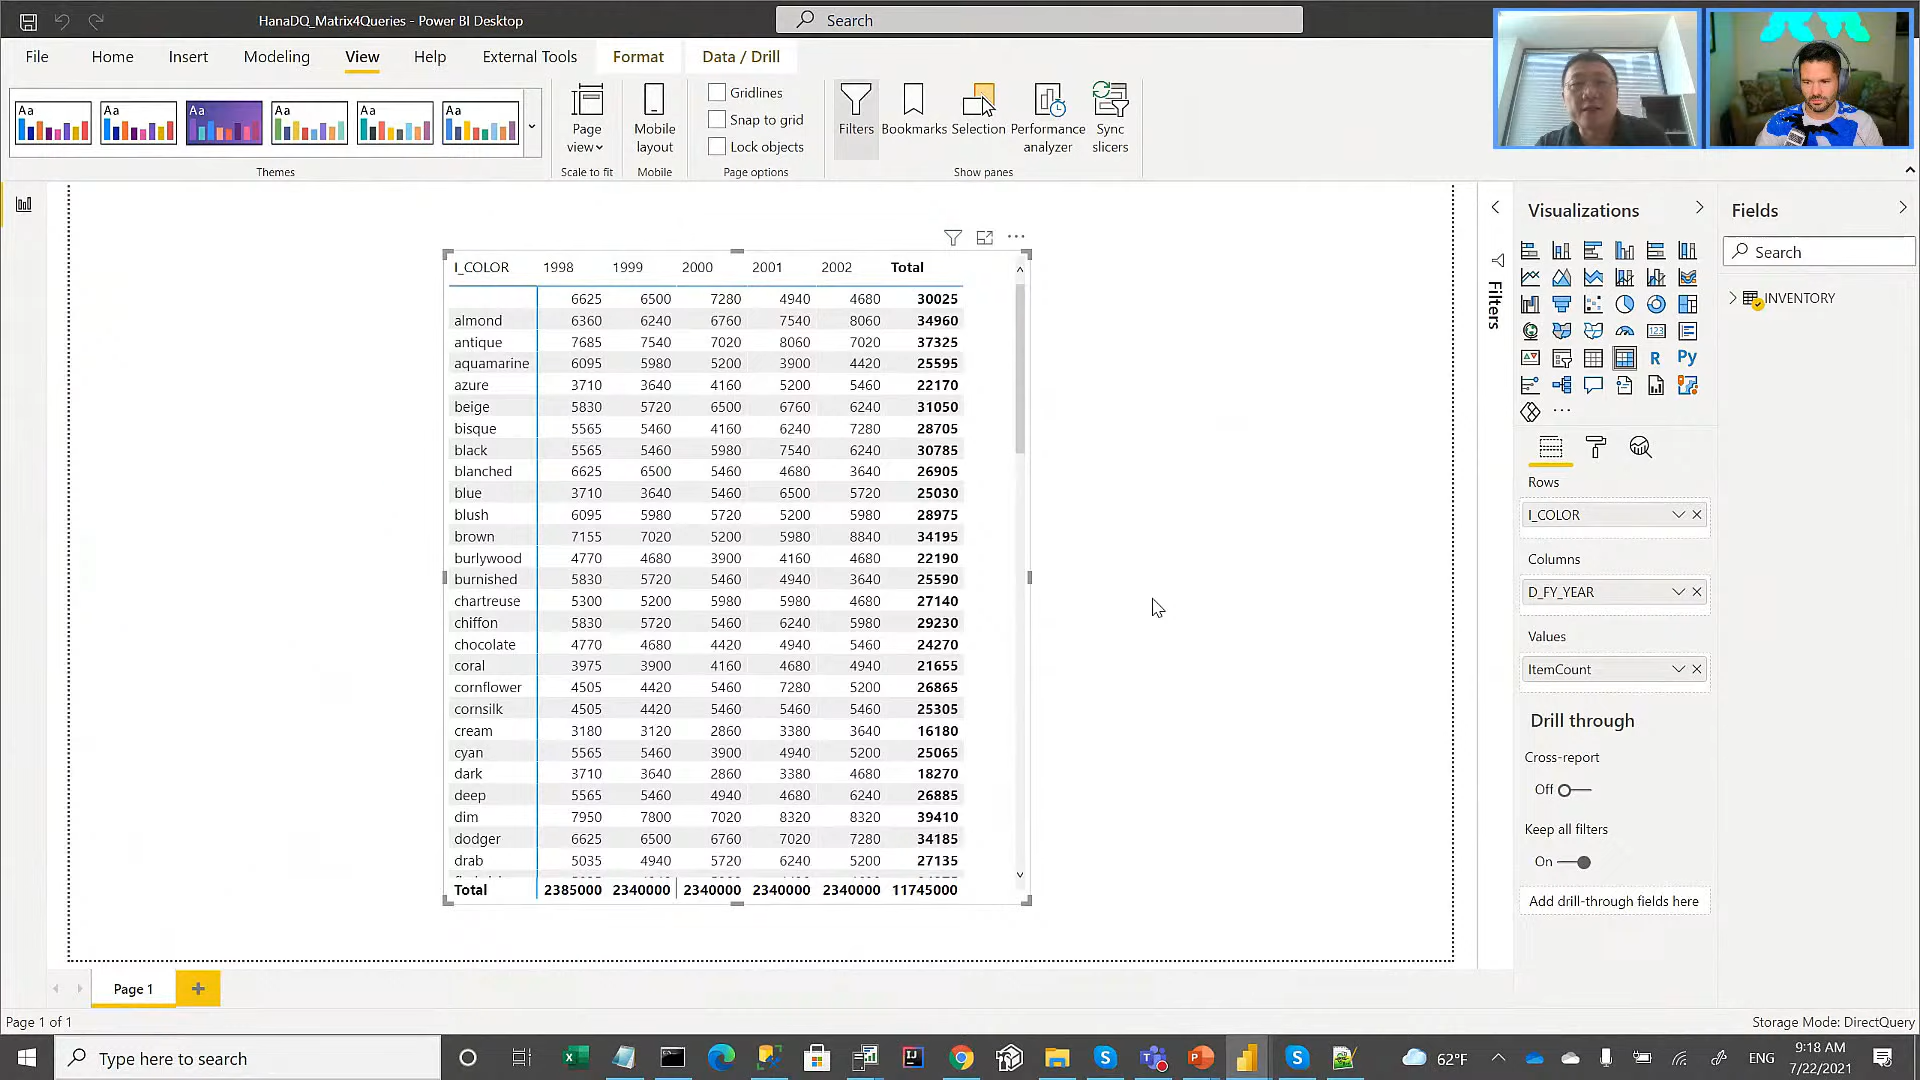 HanaDQ_Matrix4Queries - Power BI Desktop
Search
File Home Insert Modeling View Help External Tools Format Data / Drill
Aa Aa Aa Aa Aa Aa
Themes
Page view
Scale to fit
Mobile layout
Mobile
Gridlines
Snap to grid
Lock objects
Page options
Filters Bookmarks Selection Performance analyzer Sync slicers
Show panes
I_COLOR 1998 1999 2000 2001 2002 Total
6625 6500 7280 4940 4680 30025
almond 6360 6240 6760 7540 8060 34960
antique 7685 7540 7020 8060 7020 37325
aquamarine 6095 5980 5200 3900 4420 25595
azure 3710 3640 4160 5200 5460 22170
beige 5830 5720 6500 6760 6240 31050
bisque 5565 5460 4160 6240 7280 28705
black 5565 5460 5980 7540 6240 30785
blanched 6625 6500 5460 4680 3640 26905
blue 3710 3640 5460 6500 5720 25030
blush 6095 5980 5720 5200 5980 28975
brown 7155 7020 5200 5980 8840 34195
burlywood 4770 4680 3900 4160 4680 22190
burnished 5830 5720 5460 4940 3640 25590
chartreuse 5300 5200 5980 5980 4680 27140
chiffon 5830 5720 5460 6240 5980 29230
chocolate 4770 4680 4420 4940 5460 24270
coral 3975 3900 4160 4680 4940 21655
cornflower 4505 4420 5460 7280 5200 26865
cornsilk 4505 4420 5460 5460 5460 25305
cream 3180 3120 2860 3380 3640 16180
cyan 5565 5460 3900 4940 5200 25065
dark 3710 3640 2860 3380 4680 18270
deep 5565 5460 4940 4680 6240 26885
dim 7950 7800 7020 8320 8320 39410
dodger 6625 6500 6760 7020 7280 34185
drab 5035 4940 5720 6240 5200 27135
Total 2385000 2340000 2340000 2340000 2340000 11745000
Filters
Visualizations
123
R Py
Rows
I_COLOR
Columns
D_FY_YEAR
Values
ItemCount
Drill through
Cross-report
Off
Keep all filters
On
Add drill-through fields here
Fields
Search
INVENTORY
Page 1
Page 1 of 1
Storage Mode: DirectQuery
Type here to search
62°F
ENG
9:18 AM
7/22/2021